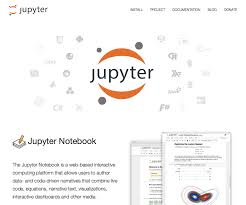 jupyter
INSTALL PROJECT DOCUMENTATION BLOG DONATE
jupyter
Jupyter Notebook
The Jupyter Notebook is a web-based interactive
computing platform that allows users to author
data- and code-driven narratives that combine live
code, equations, narrative text, visualizations,
interactive dashboards and other media.